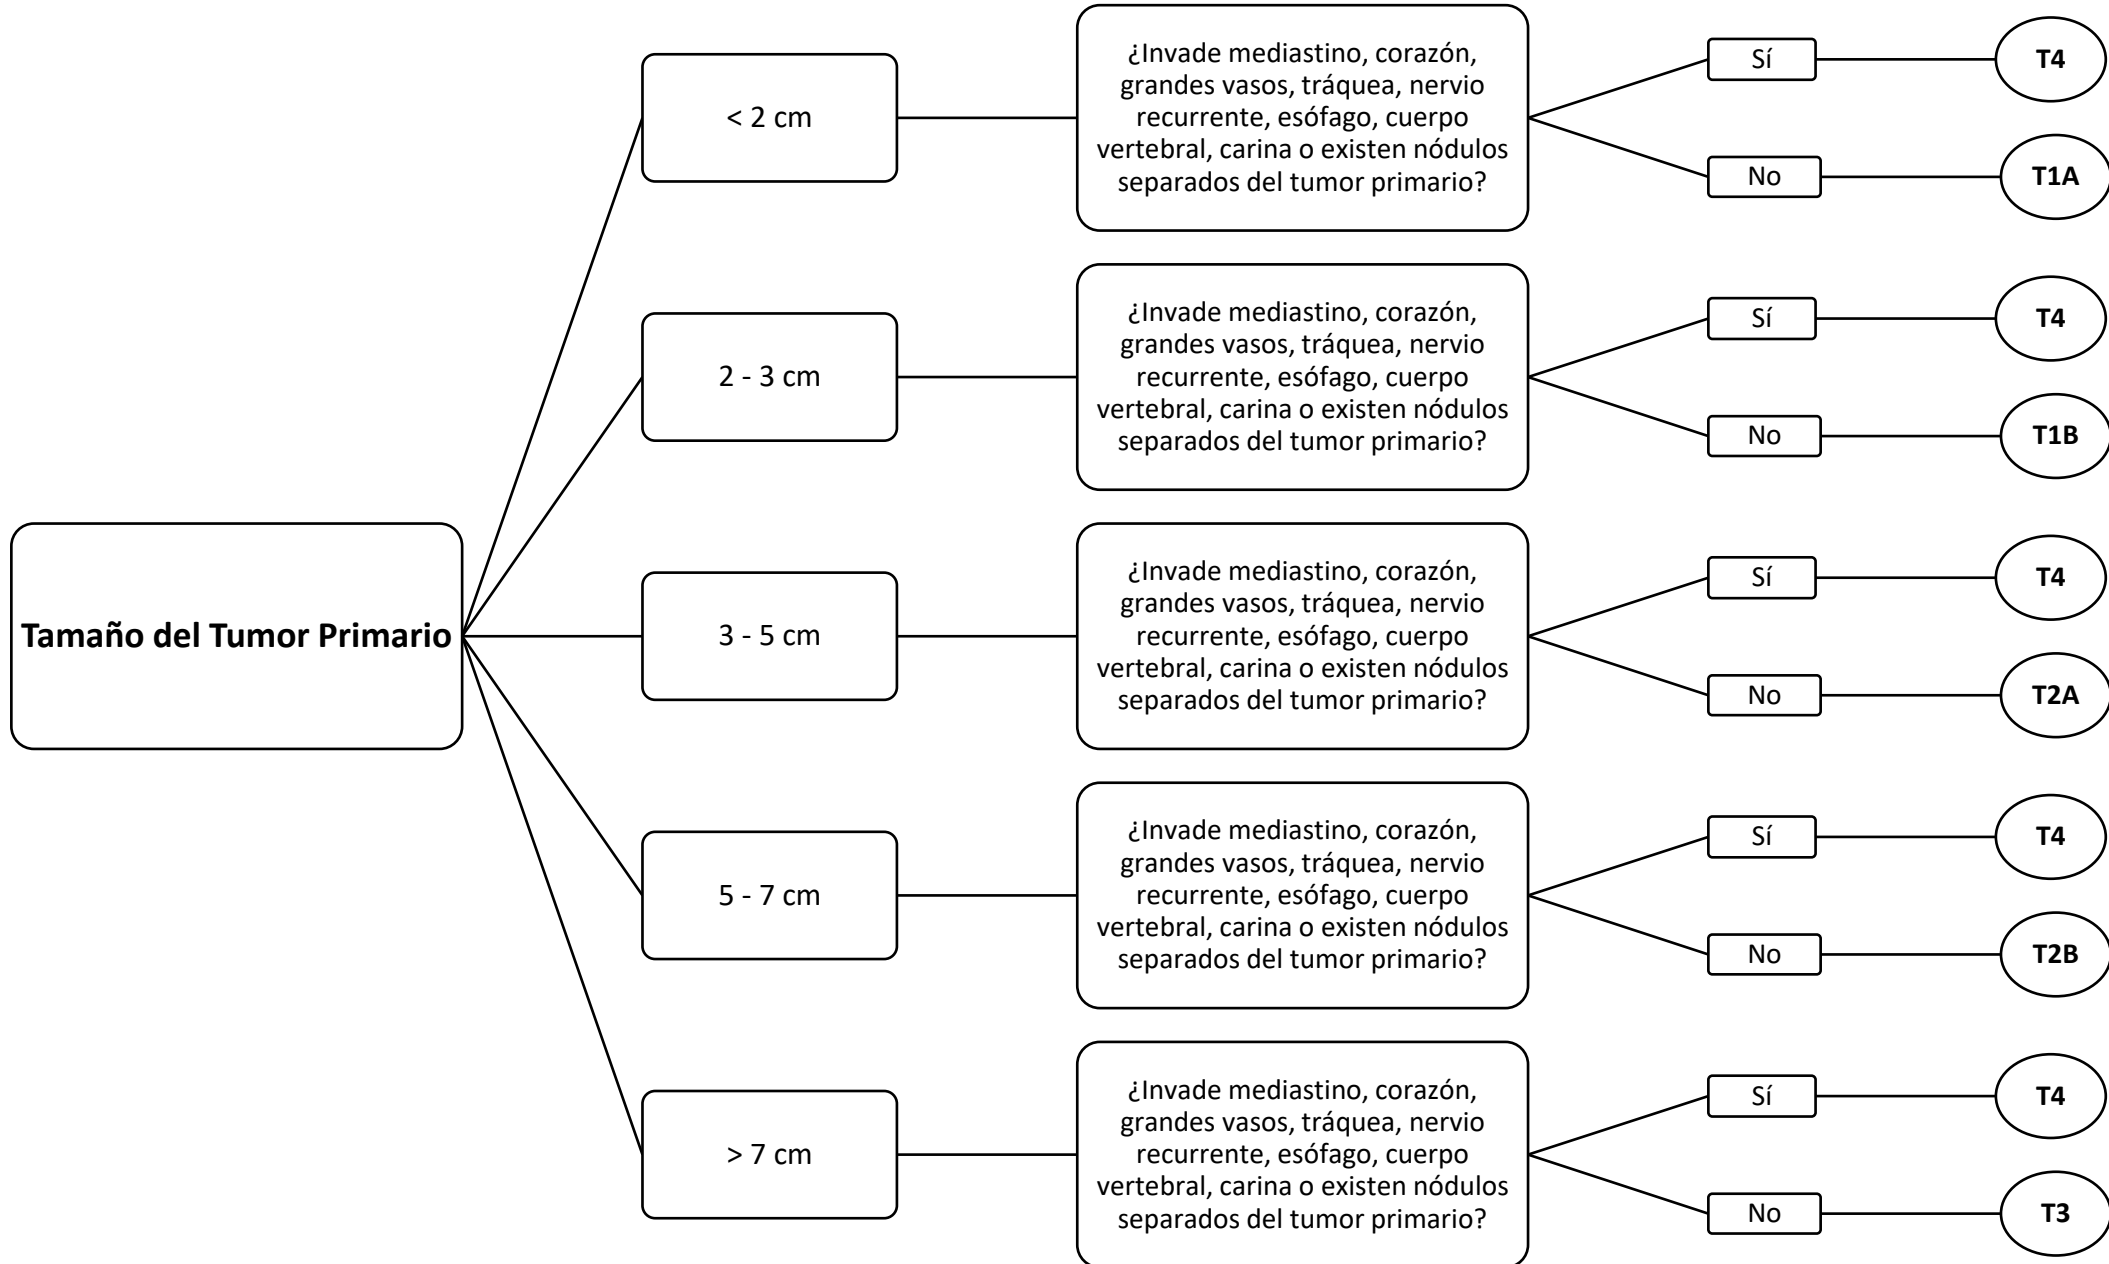 Tamaño del Tumor Primario
< 2 cm
¿Invade mediastino, corazón,
grandes vasos, tráquea, nervio
recurrente, esófago, cuerpo
vertebral, carina o existen nódulos
separados del tumor primario?
Sí
T4
No
T1A
2 - 3 cm
¿Invade mediastino, corazón,
grandes vasos, tráquea, nervio
recurrente, esófago, cuerpo
vertebral, carina o existen nódulos
separados del tumor primario?
Sí
T4
No
T1B
3 - 5 cm
¿Invade mediastino, corazón,
grandes vasos, tráquea, nervio
recurrente, esófago, cuerpo
vertebral, carina o existen nódulos
separados del tumor primario?
Sí
T4
No
T2A
5 - 7 cm
¿Invade mediastino, corazón,
grandes vasos, tráquea, nervio
recurrente, esófago, cuerpo
vertebral, carina o existen nódulos
separados del tumor primario?
Sí
T4
No
T2B
> 7 cm
¿Invade mediastino, corazón,
grandes vasos, tráquea, nervio
recurrente, esófago, cuerpo
vertebral, carina o existen nódulos
separados del tumor primario?
Sí
T4
No
T3